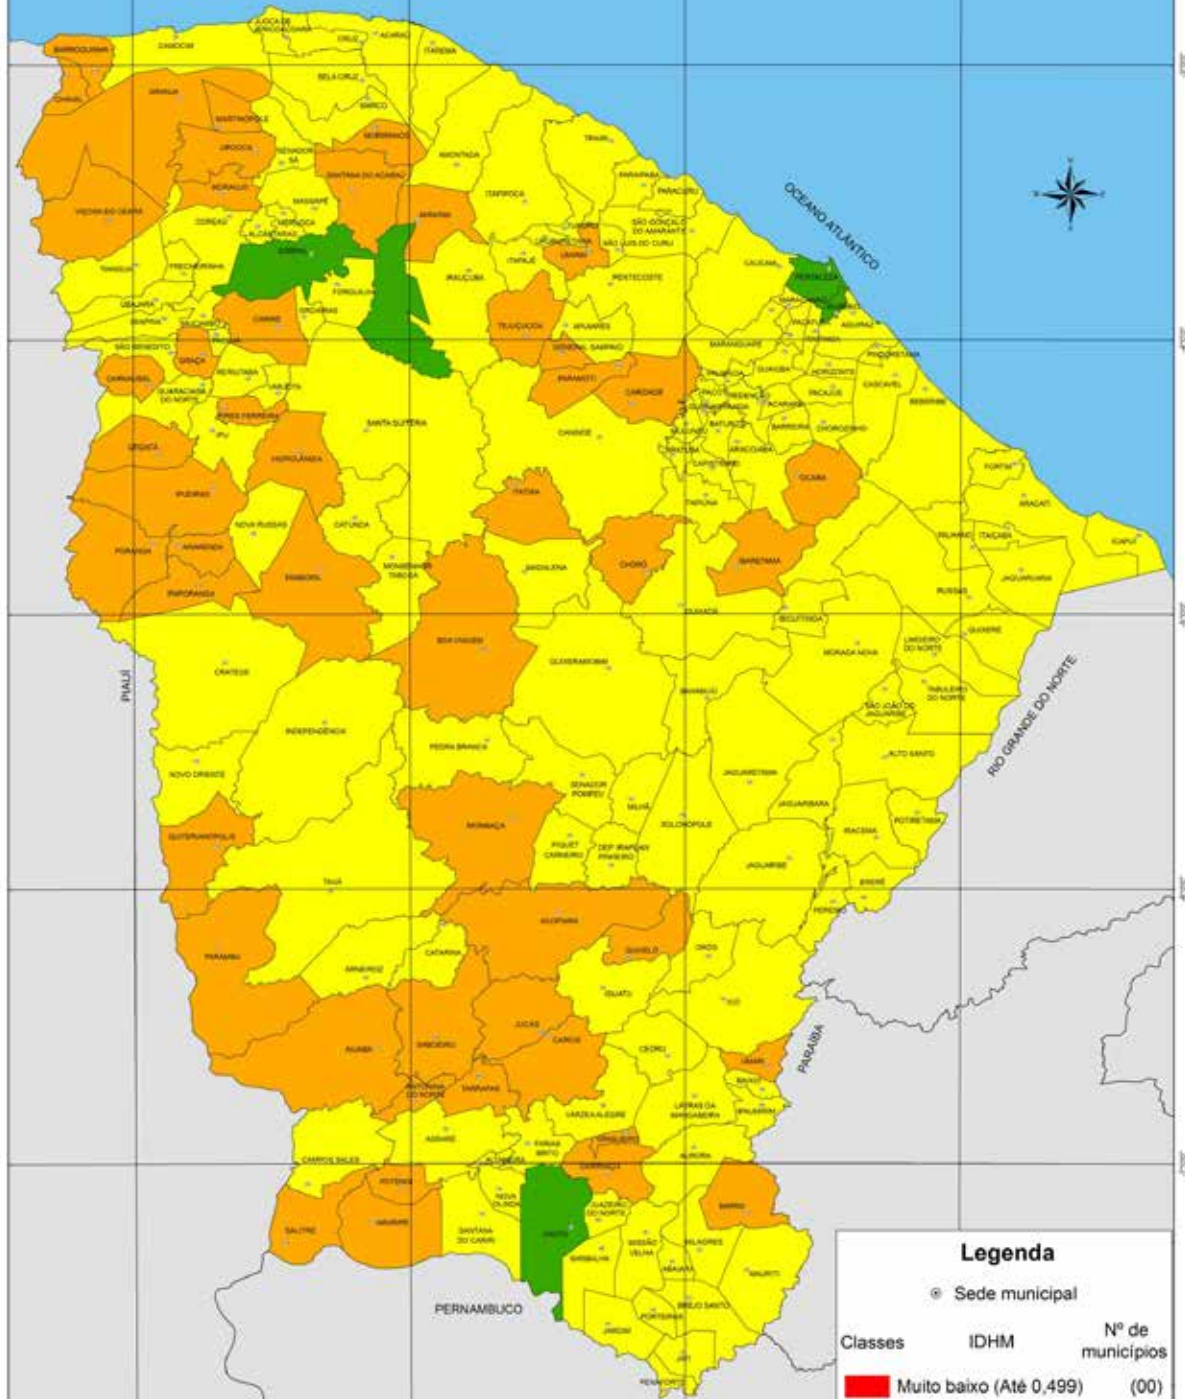 BARROQUINHA
CAMOCIM
JIJOCA DE
JERICOACOARA
CRUZ
ACARAÚ
ITAREMA
CHAVAL
GRANJA
BELA CRUZ
MARCO
MARTINÓPOLE
URUOCA
SENADOR
SÁ
MORRINHOS
AMONTADA
TRAIRI
SANTANA DO ACARAÚ
MORAÚJO
PARAIPABA
PARACURU
ITAPIPOCA
VIÇOSA DO CEARÁ
COREAÚ
MASSAPÊ
MERUOCA
ALCÂNTARAS
MIRAÍMA
SÃO GONÇALO
DO AMARANTE
SÃO LUÍS DO CURU
OCEANO ATLÂNTICO
TIANGUÁ
FRECHEIRINHA
SOBRAL
FORQUILHA
IRAUÇUBA
ITAPAJÉ
UMIRIM
PENTECOSTE
CAUCAIA
FORTALEZA
UBAJARA
IBIAPINA
MUCAMBO
CARIRÉ
GROAÍRAS
TEJUÇUOCA
APUIARÉS
GENERAL SAMPAIO
MARANGUAPE
PACATUBA
AQUIRAZ
SÃO BENEDITO
GRAÇA
PACUJÁ
CARNAUBAL
RERIUTABA
GUARACIABA
DO NORTE
VARJOTA
PIRES FERREIRA
IPU
PARAMOTI
CARIDADE
GUAIÚBA
HORIZONTE
PACAJUS
PINDORETAMA
CASCAVEL
BEBERIBE
SANTA QUITÉRIA
CANINDÉ
REDENÇÃO
ACARAPE
BARREIRA
CHOROZINHO
BATURITÉ
ARACOIABA
CAPISTRANO
ITAPIÚNA
OCARA
CROATÁ
HIDROLÂNDIA
IPUEIRAS
NOVA RUSSAS
CATUNDA
ITATIRA
FORTIM
ARACATI
PORANGA
ARARENDÁ
IPAPORANGA
TAMBORIL
MONSENHOR
TABOSA
MADALENA
CHORÓ
IBARETAMA
PALHANO
ITAIÇABA
ICAPUÍ
JAGUARUANA
RUSSAS
QUIXADÁ
IBICUITINGA
QUIXERÉ
BOA VIAGEM
QUIXERAMOBIM
MORADA NOVA
LIMOEIRO
DO NORTE
TABULEIRO
DO NORTE
PIAUÍ
CRATEÚS
BANABUIÚ
SÃO JOÃO DO
JAGUARIBE
RIO GRANDE DO NORTE
INDEPENDÊNCIA
PEDRA BRANCA
ALTO SANTO
NOVO ORIENTE
SENADOR
POMPEU
JAGUARETAMA
MILHÃ
JAGUARIBARA
QUITERIANÓPOLIS
MOMBAÇA
SOLONÓPOLE
POTIRETAMA
IRACEMA
PIQUET
CARNEIRO
DEP. IRAPUAN
PINHEIRO
JAGUARIBE
TAUÁ
ERERÊ
PEREIRO
ACOPIARA
PARAMBU
CATARINA
QUIXELÔ
ORÓS
ARNEIROZ
IGUATU
ICÓ
JUCÁS
CARIÚS
SABOEIRO
AIUABA
CEDRO
UMARI
PARAÍBA
BAIXIO
IPAUMIRIM
ANTONINA
DO NORTE
TARRAFAS
VÁRZEA ALEGRE
LAVRAS DA
MANGABEIRA
ASSARÉ
FARIAS
BRITO
GRANJEIRO
CARIRIAÇU
AURORA
CAMPOS SALES
ALTANEIRA
POTENGI
NOVA
OLINDA
JUAZEIRO
DO NORTE
BARRO
SALITRE
ARARIPE
SANTANA
DO CARIRI
CRATO
MISSÃO
VELHA
MILAGRES
BARBALHA
ABAIARA
MAURITI
PERNAMBUCO
BREJO SANTO
PORTEIRAS
JARDIM
JATI
PENAFORTE
Legenda
Sede municipal
Classes IDHM Nº de
municípios
Muito baixo (Até 0,499) (00)